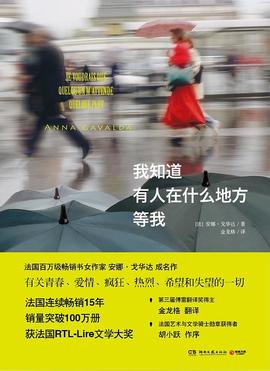 JE VOUDRAIS QUE
QUELQU'UN M'ATTENDE
QUELQUE PART
ANNA GAVALDA
我知道
有人在什么地方
等我
[法] 安娜·戈华达 / 著
金龙格 / 译
法国百万级畅销书女作家 安娜·戈华达 成名作
有关青春、爱情、疯狂、热烈、希望和失望的一切
法国连续畅销15年
销量突破100万册
获法国RTL-Lire文学大奖
第三届傅雷翻译奖得主
金龙格 翻译
法国艺术与文学骑士勋章获得者
胡小跃 作序
湖南文艺出版社